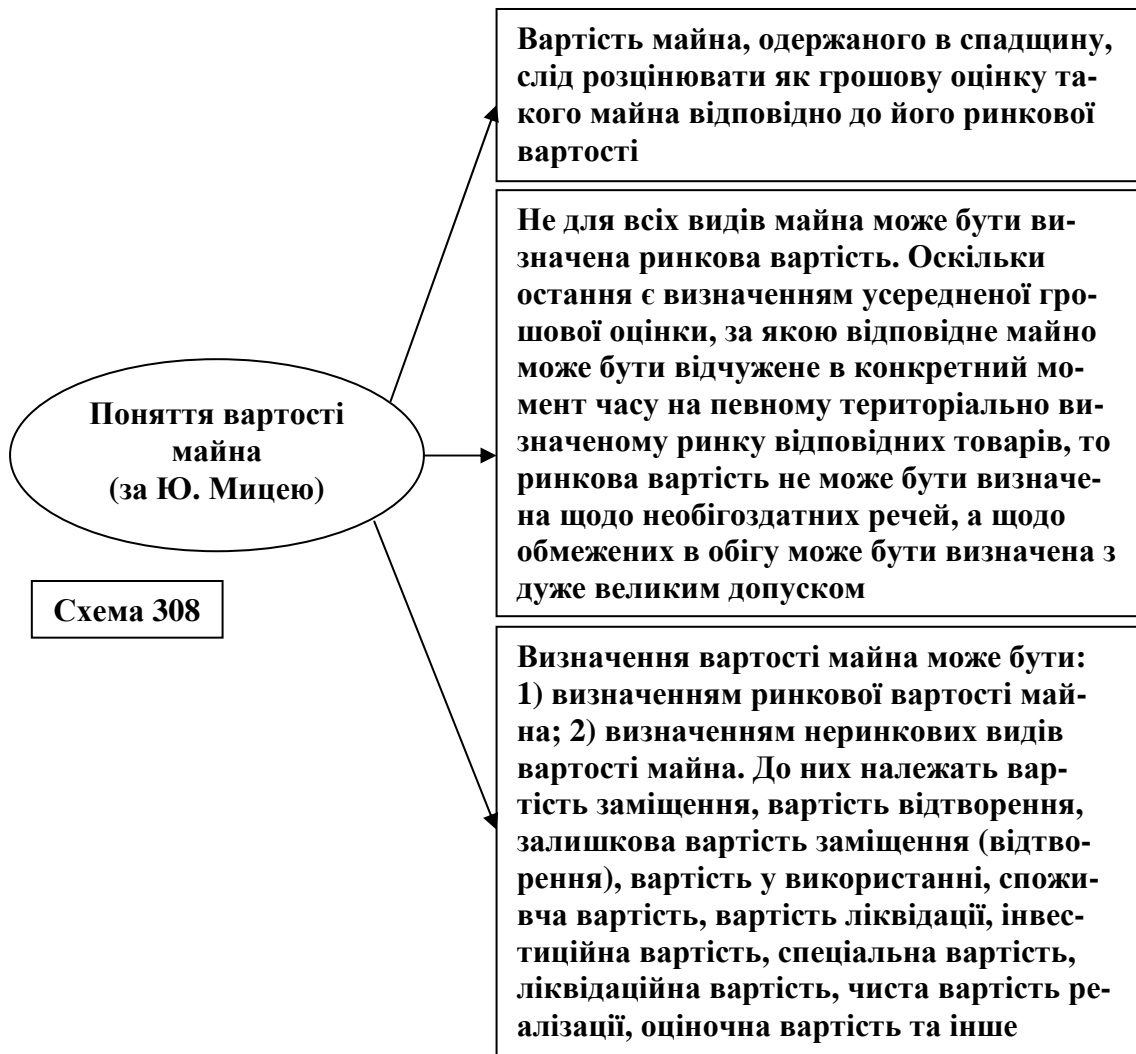 Вартість майна, одержаного в спадщину,
слід розцінювати як грошову оцінку та-
кого майна відповідно до його ринкової
вартості
Не для всіх видів майна може бути ви-
значена ринкова вартість. Оскільки
остання є визначенням усередненої гро-
шової оцінки, за якою відповідне майно
може бути відчужене в конкретний мо-
мент часу на певному територіально ви-
значеному ринку відповідних товарів, то
ринкова вартість не може бути визначе-
на щодо необігоздатних речей, а щодо
обмежених в обігу може бути визначена з
дуже великим допуском
Поняття вартості
майна
(за Ю. Мицею)
Схема 308
Визначення вартості майна може бути:
1) визначенням ринкової вартості май-
на; 2) визначенням неринкових видів
вартості майна. До них належать вар-
тість заміщення, вартість відтворення,
залишкова вартість заміщення (відтво-
рення), вартість у використанні, спожи-
вча вартість, вартість ліквідації, інвес-
тиційна вартість, спеціальна вартість,
ліквідаційна вартість, чиста вартість ре-
алізації, оціночна вартість та інше